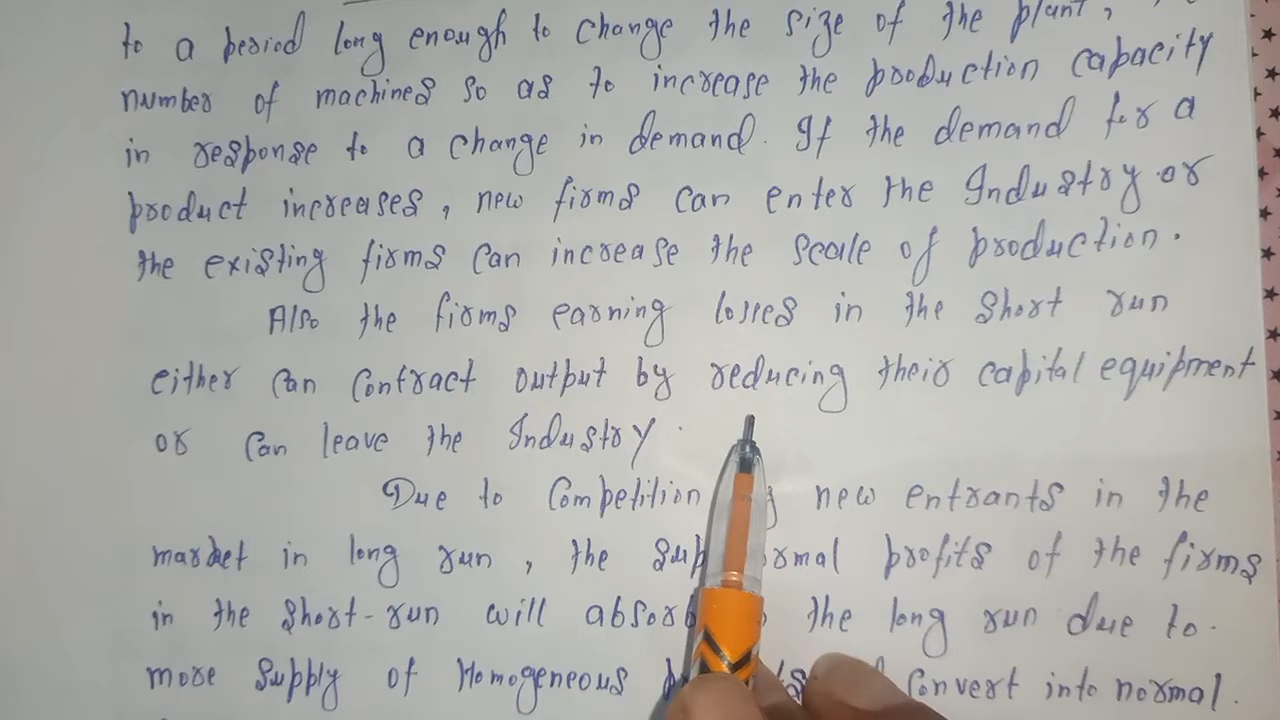 to a period long enough to change the size of the plant,
number of machines so as to increase the production capacity
in response to a change in demand. If the demand for a
product increases, new firms can enter the Industry or
the existing firms can increase the scale of production.
Also the firms earning losses in the short run
either can contract output by reducing their capital equipment
or can leave the Industry.
Due to Competition new entrants in the
market in long run, the profits of the firms
in the short-run will the long run due to
more supply of Homogeneous convert into normal.